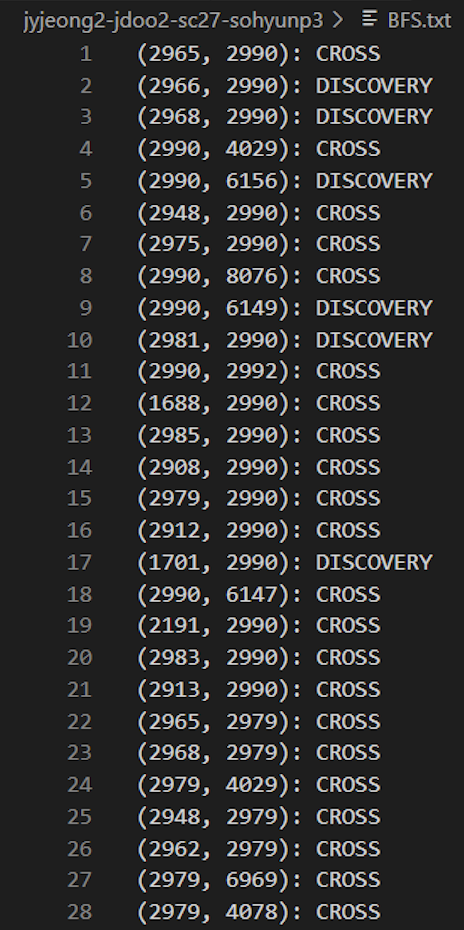 jyjeong2-jdoo2-sc27-sohyunp3 > BFS.txt
1 (2965, 2990): CROSS
2 (2966, 2990): DISCOVERY
3 (2968, 2990): DISCOVERY
4 (2990, 4029): CROSS
5 (2990, 6156): DISCOVERY
6 (2948, 2990): CROSS
7 (2975, 2990): CROSS
8 (2990, 8076): CROSS
9 (2990, 6149): DISCOVERY
10 (2981, 2990): DISCOVERY
11 (2990, 2992): CROSS
12 (1688, 2990): CROSS
13 (2985, 2990): CROSS
14 (2908, 2990): CROSS
15 (2979, 2990): CROSS
16 (2912, 2990): CROSS
17 (1701, 2990): DISCOVERY
18 (2990, 6147): CROSS
19 (2191, 2990): CROSS
20 (2983, 2990): CROSS
21 (2913, 2990): CROSS
22 (2965, 2979): CROSS
23 (2968, 2979): CROSS
24 (2979, 4029): CROSS
25 (2948, 2979): CROSS
26 (2962, 2979): CROSS
27 (2979, 6969): CROSS
28 (2979, 4078): CROSS